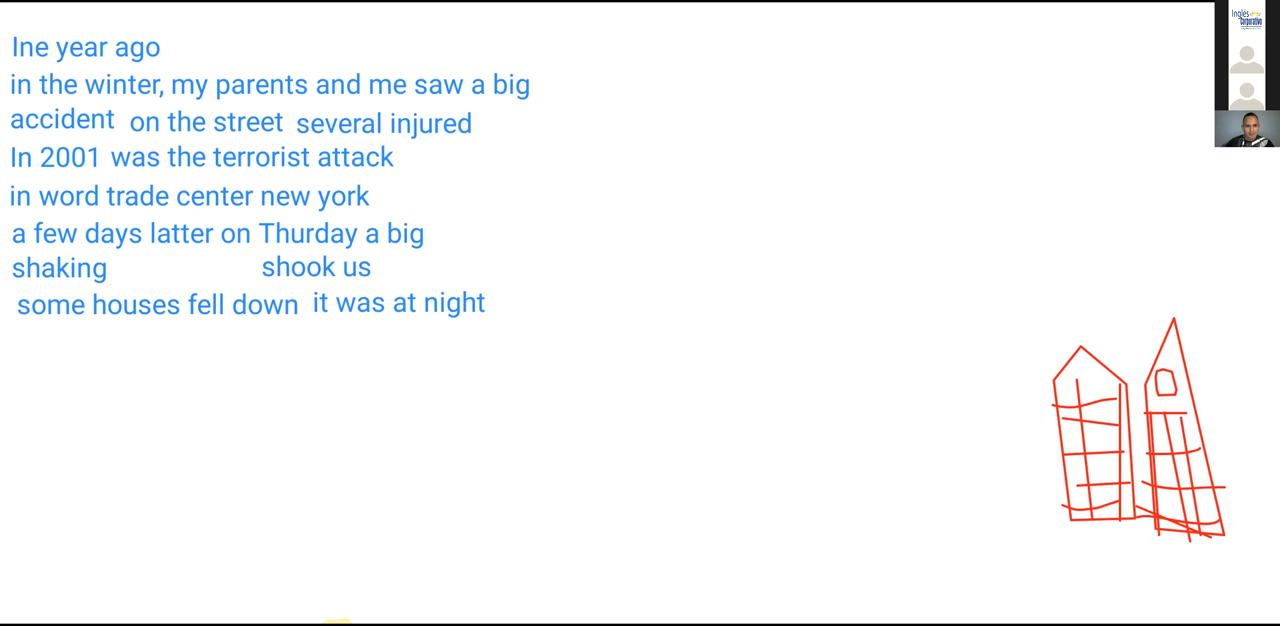 Ine year ago
in the winter, my parents and me saw a big
accident on the street several injured
In 2001 was the terrorist attack
in word trade center new york
a few days latter on Thurday a big
shaking shook us
some houses fell down it was at night
Inglés
Corporativo